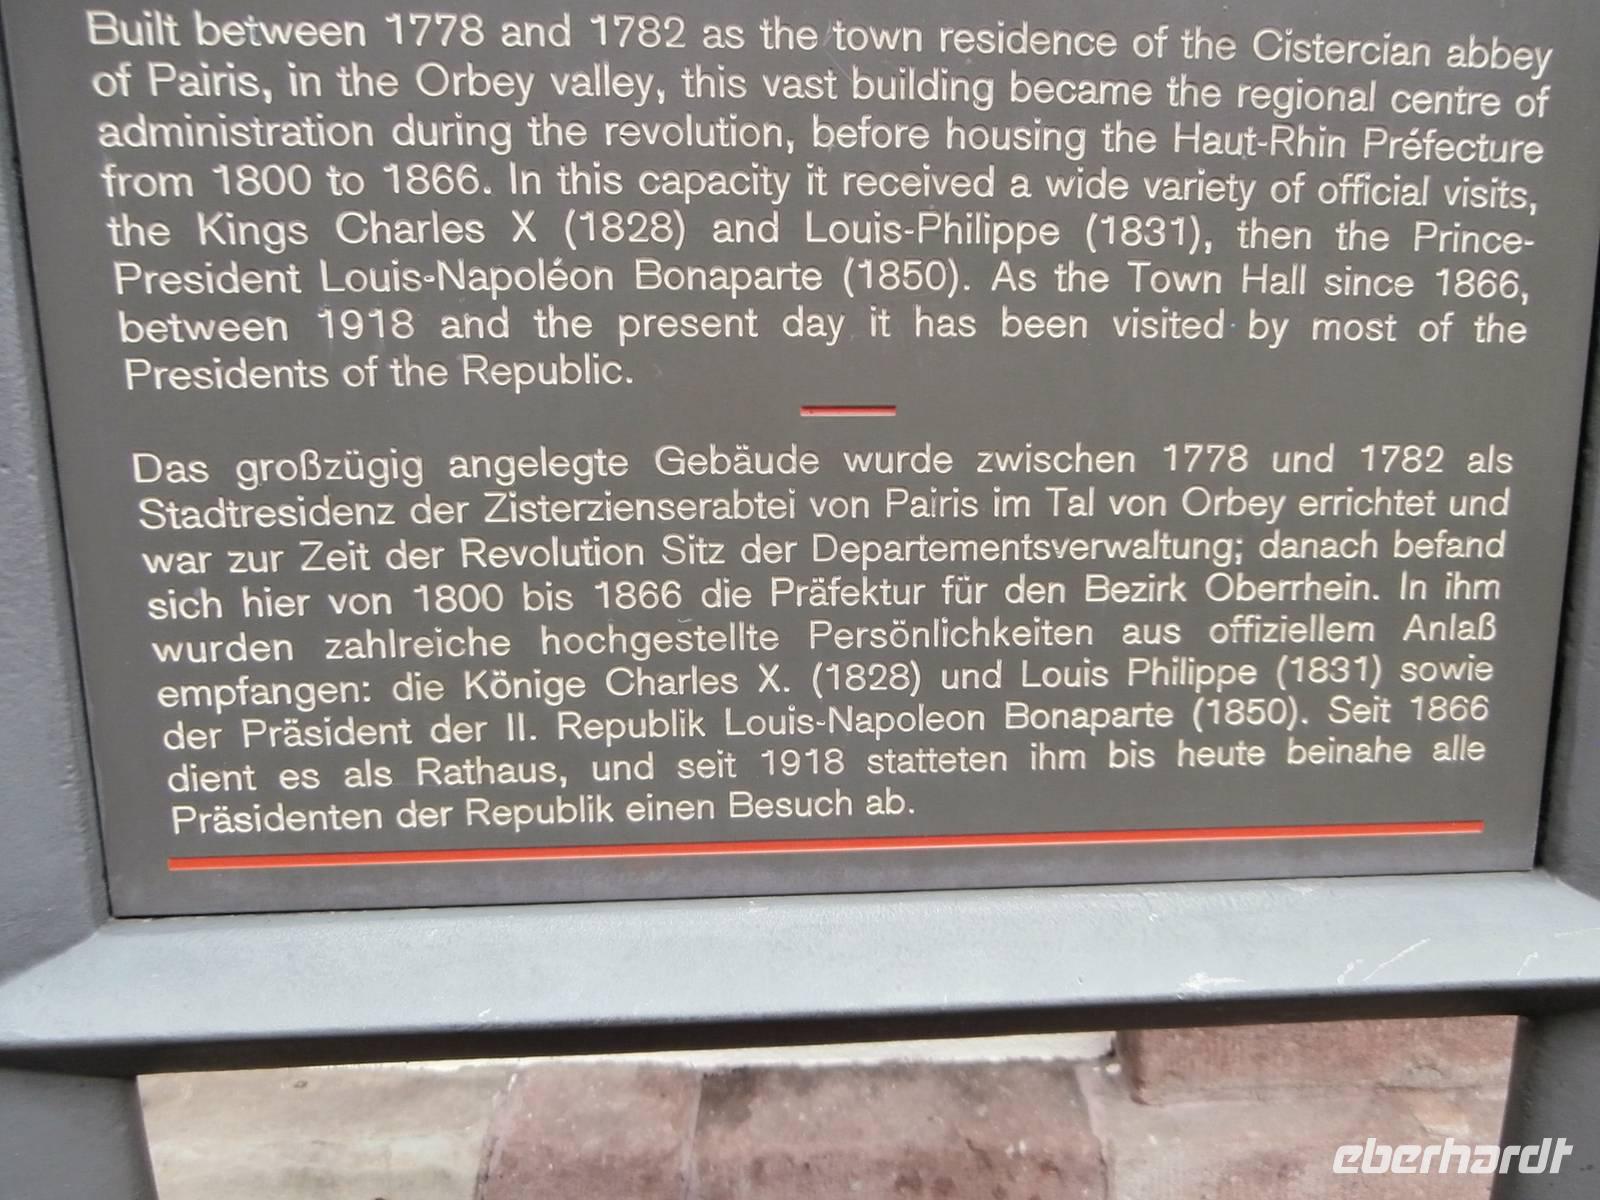 Built between 1778 and 1782 as the town residence of the Cistercian abbey
of Pairis, in the Orbey valley, this vast building became the regional centre of
administration during the revolution, before housing the Haut-Rhin Préfecture
from 1800 to 1866. In this capacity it received a wide variety of official visits,
the Kings Charles X (1828) and Louis-Philippe (1831), then the Prince-
President Louis-Napoléon Bonaparte (1850). As the Town Hall since 1866,
between 1918 and the present day it has been visited by most of the
Presidents of the Republic.
Das großzügig angelegte Gebäude wurde zwischen 1778 und 1782 als
Stadtresidenz der Zisterzienserabtei von Pairis im Tal von Orbey errichtet und
war zur Zeit der Revolution Sitz der Departementsverwaltung; danach befand
sich hier von 1800 bis 1866 die Präfektur für den Bezirk Oberrhein. In ihm
wurden zahlreiche hochgestellte Persönlichkeiten aus offiziellem Anlaß
empfangen: die Könige Charles X. (1828) und Louis Philippe (1831) sowie
der Präsident der II. Republik Louis-Napoleon Bonaparte (1850). Seit 1866
dient es als Rathaus, und seit 1918 statteten ihm bis heute beinahe alle
Präsidenten der Republik einen Besuch ab.
eberhardt